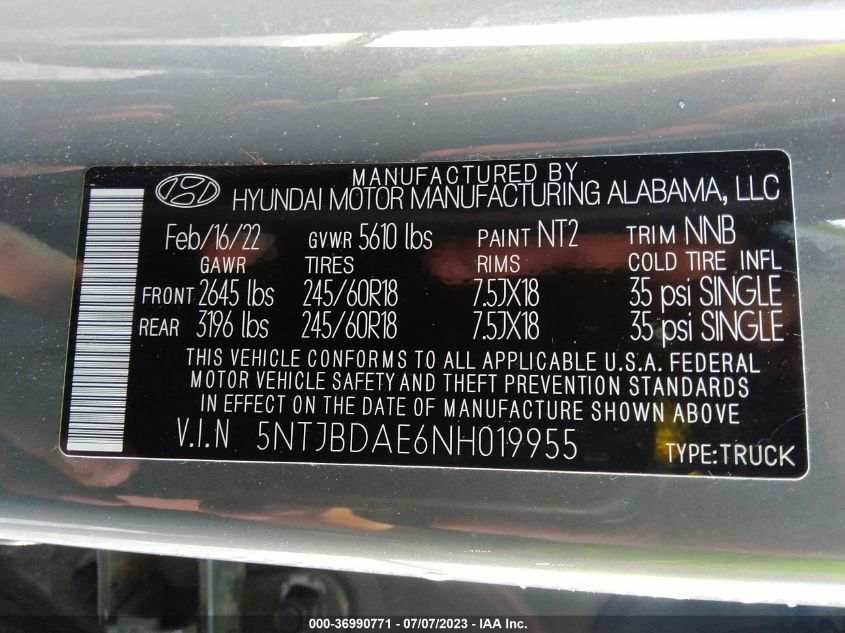 MANUFACTURED BY
HYUNDAI MOTOR MANUFACTURING ALABAMA, LLC
Feb/16/22 GVWR 5610 lbs PAINT NT2 TRIM NNB
GAWR TIRES RIMS COLD TIRE INFL
FRONT 2645 lbs 245/60R18 7.5JX18 35 psi SINGLE
REAR 3196 lbs 245/60R18 7.5JX18 35 psi SINGLE
THIS VEHICLE CONFORMS TO ALL APPLICABLE U.S.A. FEDERAL
MOTOR VEHICLE SAFETY AND THEFT PREVENTION STANDARDS
IN EFFECT ON THE DATE OF MANUFACTURE SHOWN ABOVE
V.I.N 5NTJBDAE6NH019955 TYPE:TRUCK
000-36990771 - 07/07/2023 - © IAA Inc.